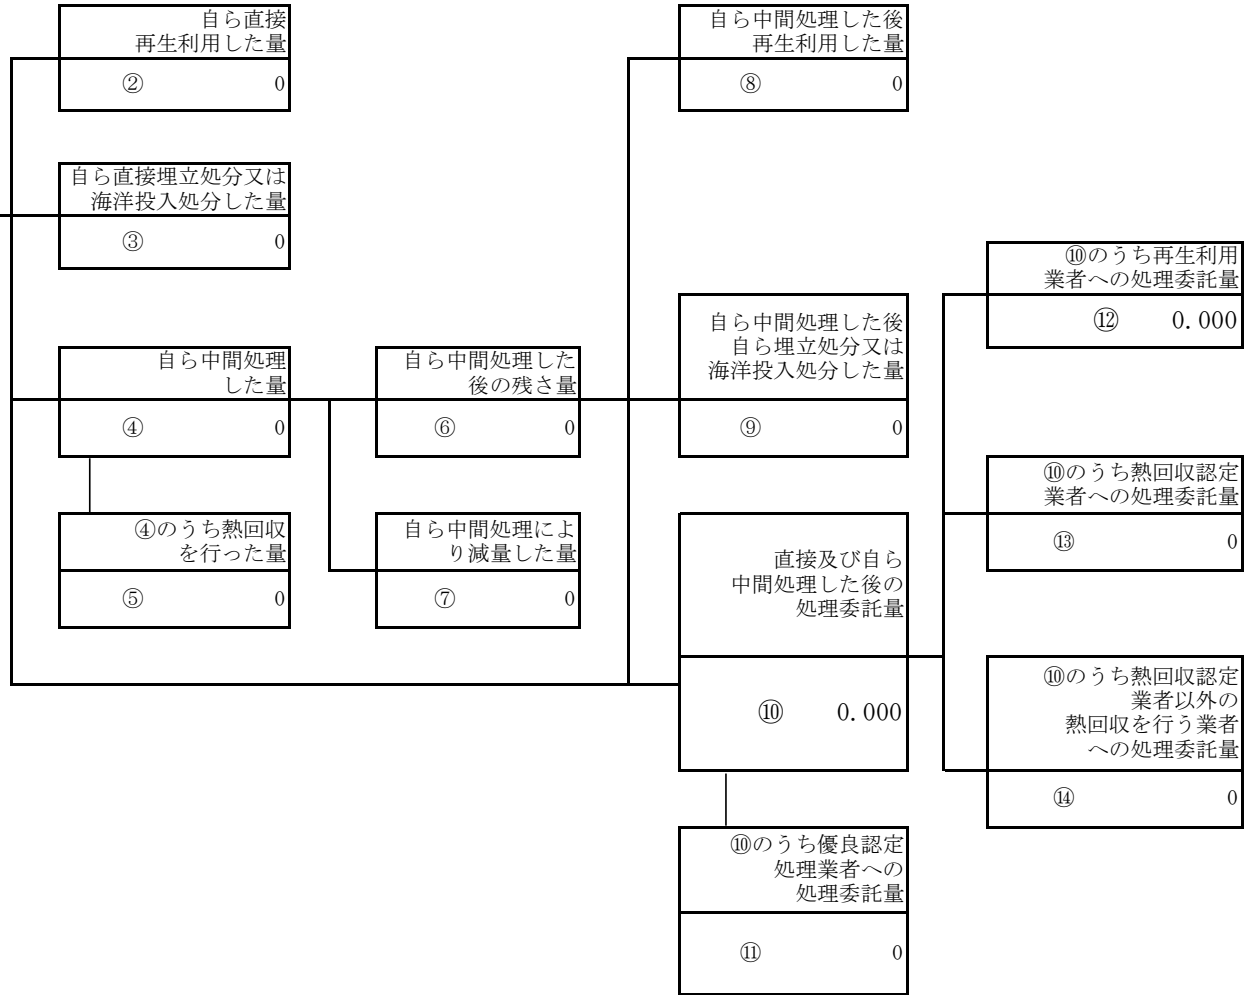 自ら直接
再生利用した量
② 0
自ら直接埋立処分又は
海洋投入処分した量
③ 0
自ら中間処理
した量
④ 0
④のうち熱回収
を行った量
⑤ 0
自ら中間処理した
後の残さ量
⑥ 0
自ら中間処理によ
り減量した量
⑦ 0
自ら中間処理した後
再生利用した量
⑧ 0
自ら中間処理した後
自ら埋立処分又は
海洋投入処分した量
⑨ 0
直接及び自ら
中間処理した後の
処理委託量
⑩ 0.000
⑩のうち優良認定
処理業者への
処理委託量
⑪ 0
⑩のうち再生利用
業者への処理委託量
⑫ 0.000
⑩のうち熱回収認定
業者への処理委託量
⑬ 0
⑩のうち熱回収認定
業者以外の
熱回収を行う業者
への処理委託量
⑭ 0